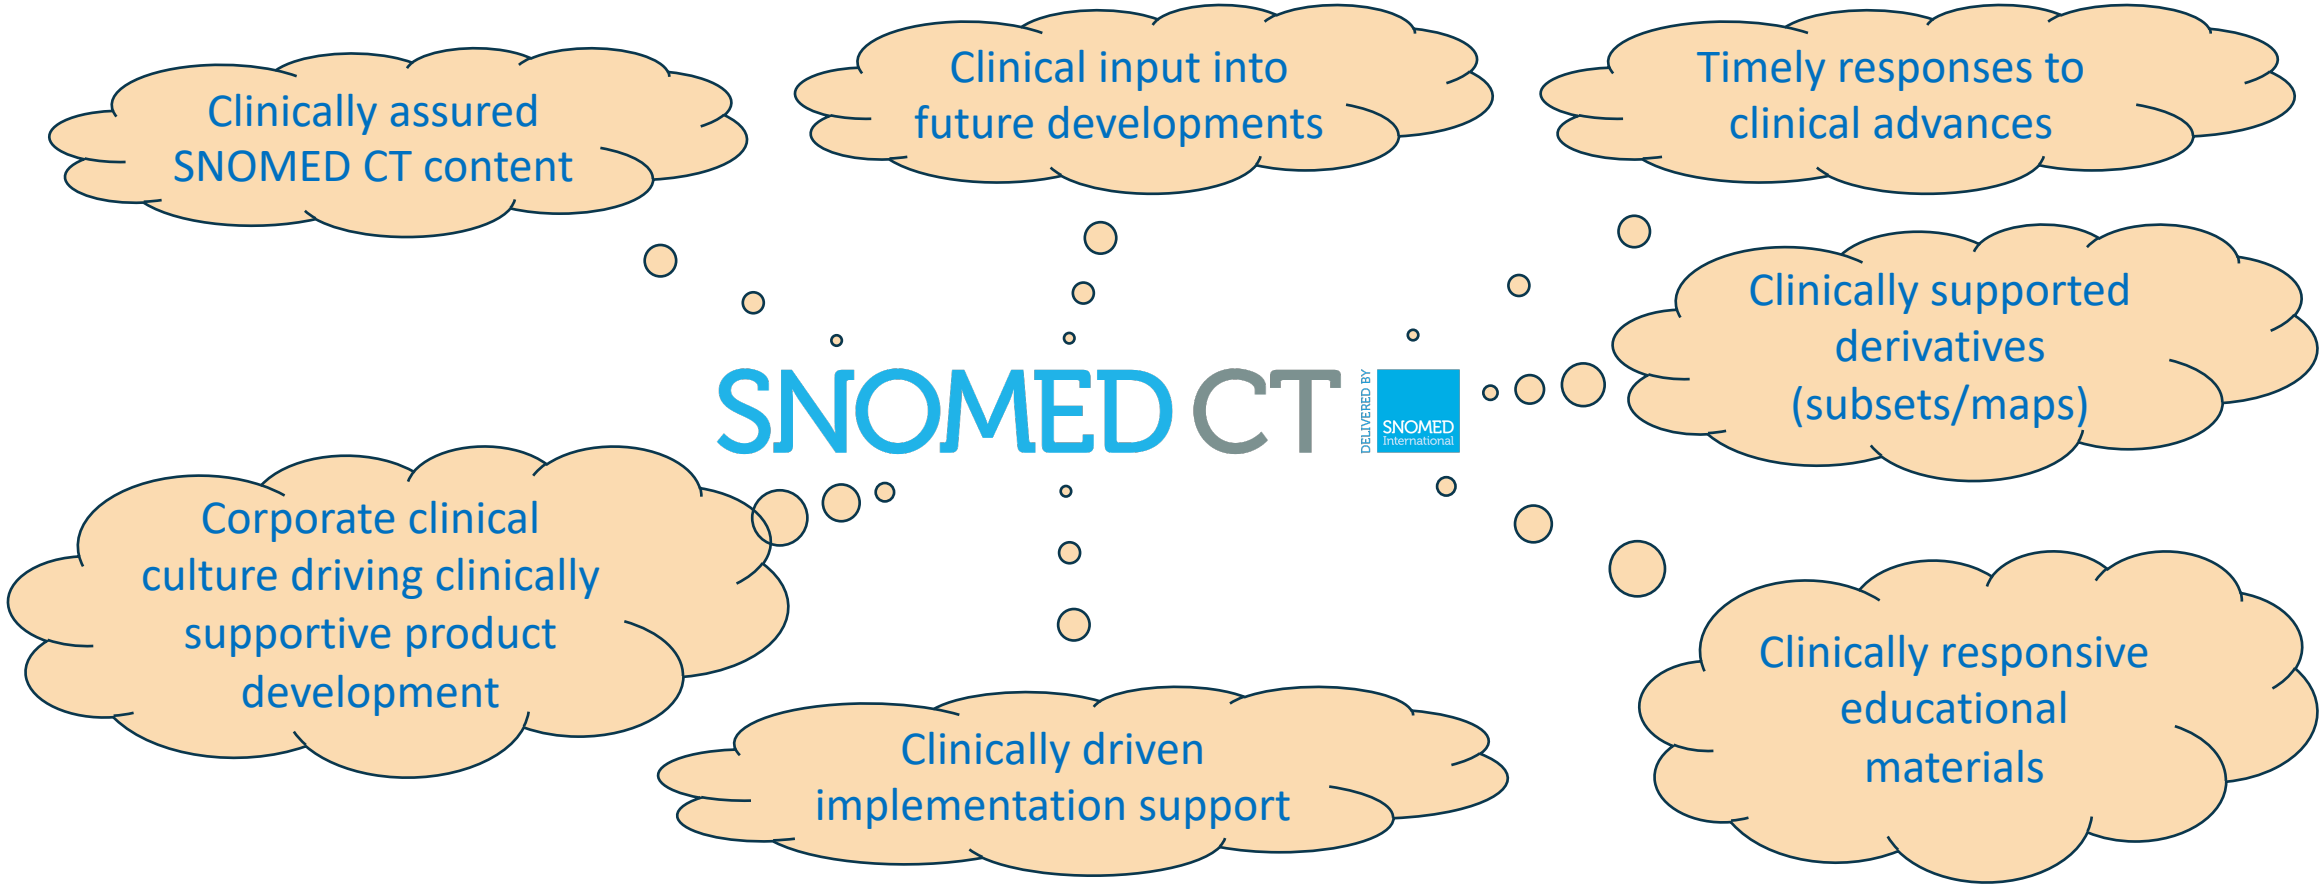 Clinically assured
SNOMED CT content
Clinical input into
future developments
Timely responses to
clinical advances
Clinically supported
derivatives
(subsets/maps)
SNOMED CT
DELIVERED BY
SNOMED
International
Corporate clinical
culture driving clinically
supportive product
development
Clinically driven
implementation support
Clinically responsive
educational
materials